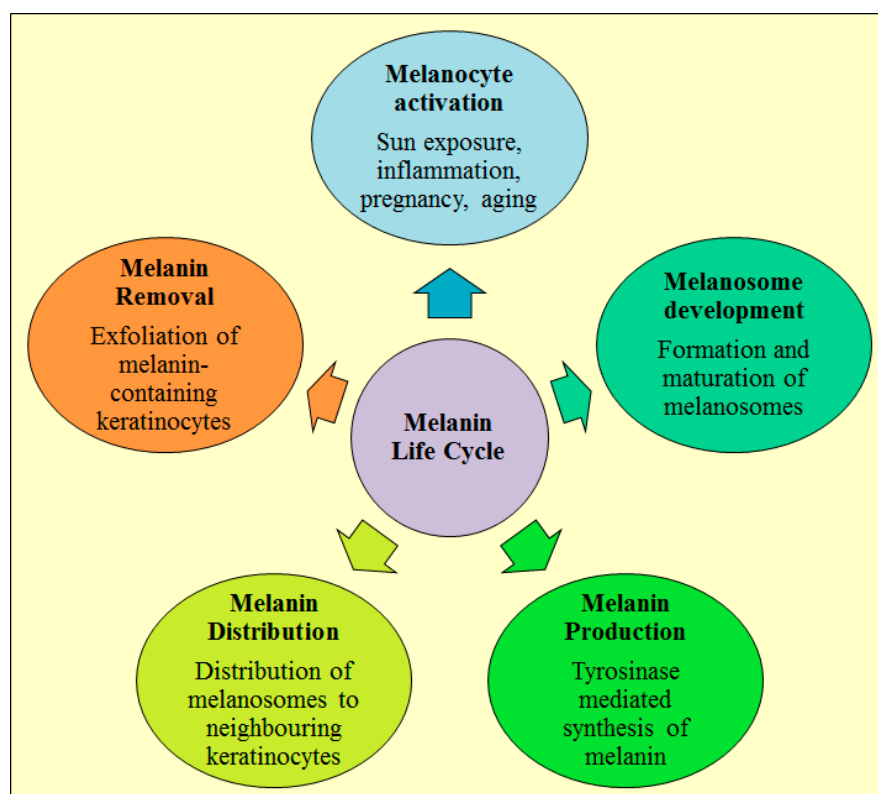 Melanocyte
activation
Sun exposure,
inflammation,
pregnancy, aging
Melanin
Removal
Exfoliation of
melanin-
containing
keratinocytes
Melanosome
development
Formation and
maturation of
melanosomes
Melanin
Life Cycle
Melanin
Distribution
Distribution of
melanosomes to
neighbouring
keratinocytes
Melanin
Production
Tyrosinase
mediated
synthesis of
melanin